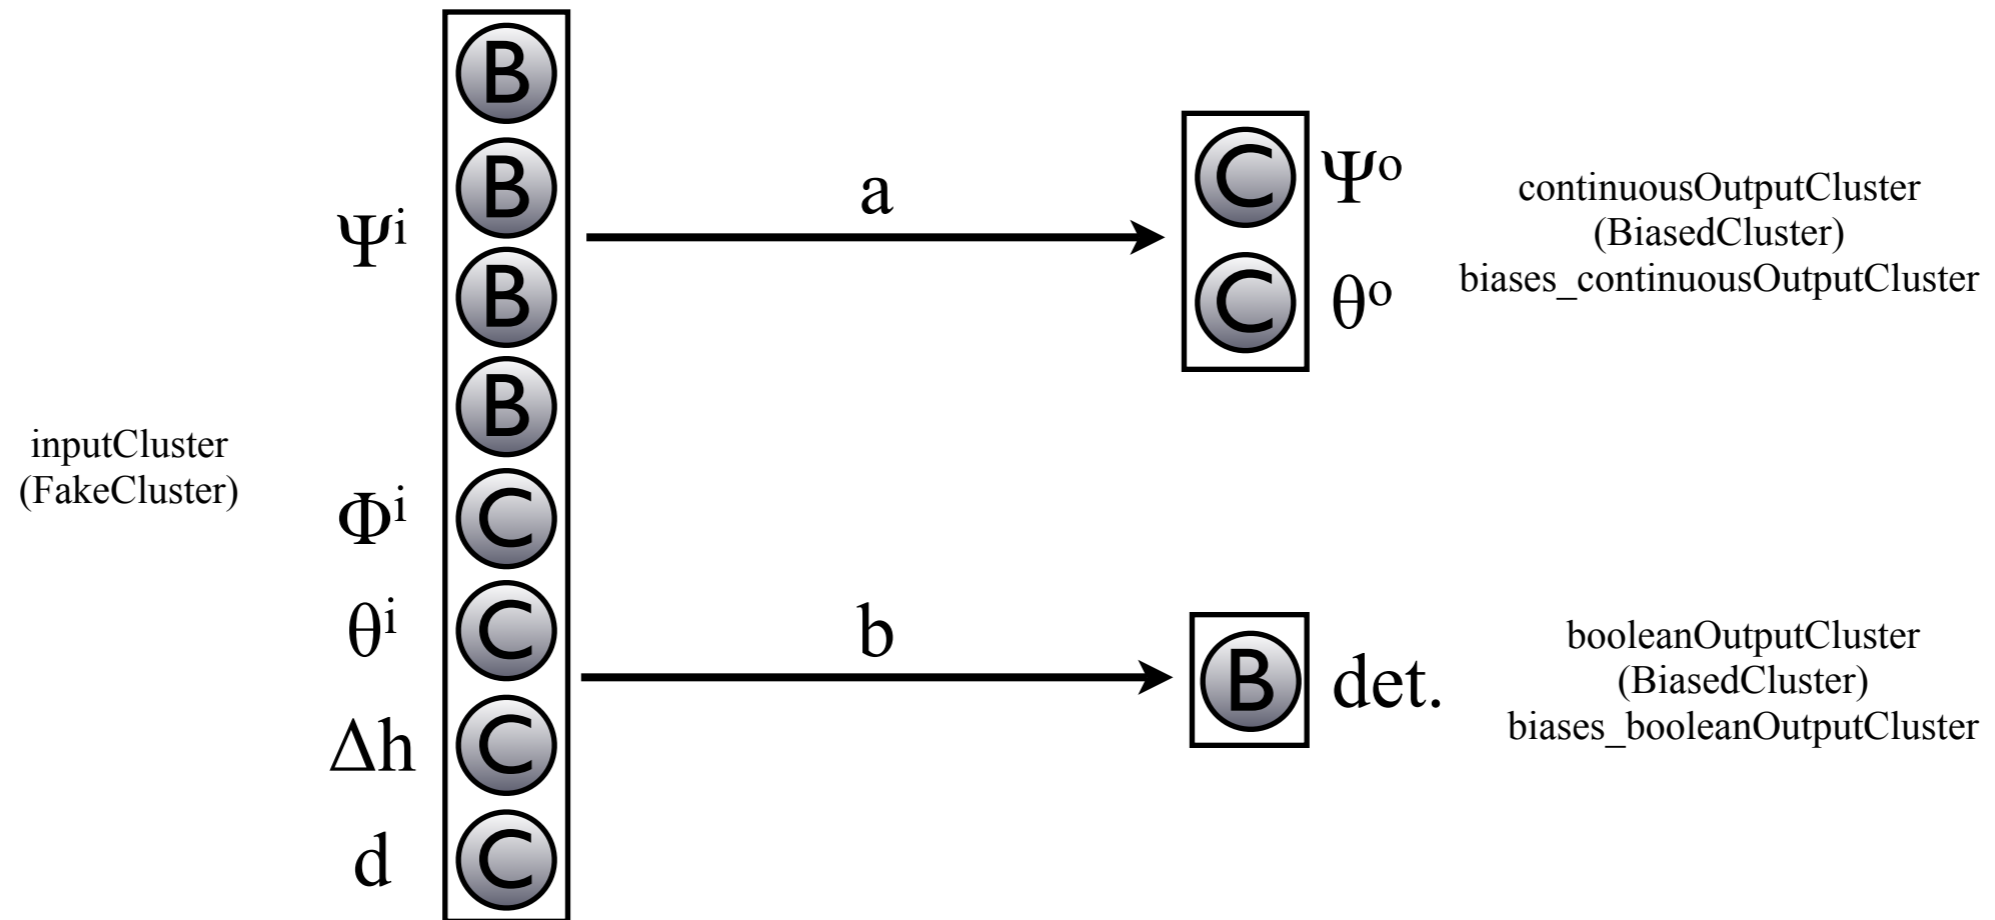 inputCluster
(FakeCluster)
Ψⁱ
Φⁱ
θⁱ
Δh
d
B
B
B
B
C
C
C
C
a
b
C
C
Ψᵒ
θᵒ
B
det.
continuousOutputCluster
(BiasedCluster)
biases_continuousOutputCluster
booleanOutputCluster
(BiasedCluster)
biases_booleanOutputCluster